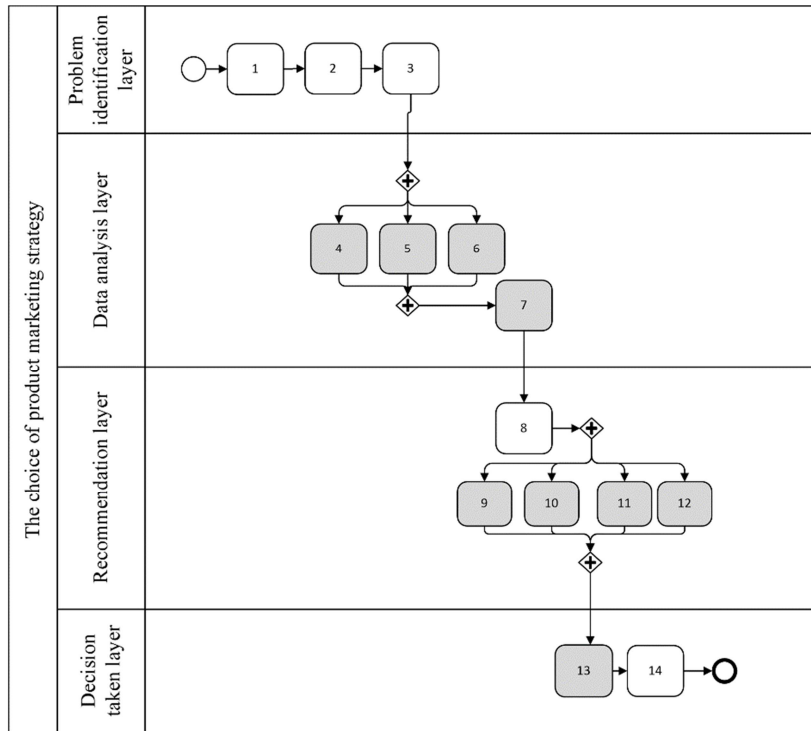 The choice of product marketing strategy
Problem
identification
layer
1
2
3
Data analysis layer
4
5
6
7
Recommendation layer
8
9
10
11
12
Decision
taken layer
13
14